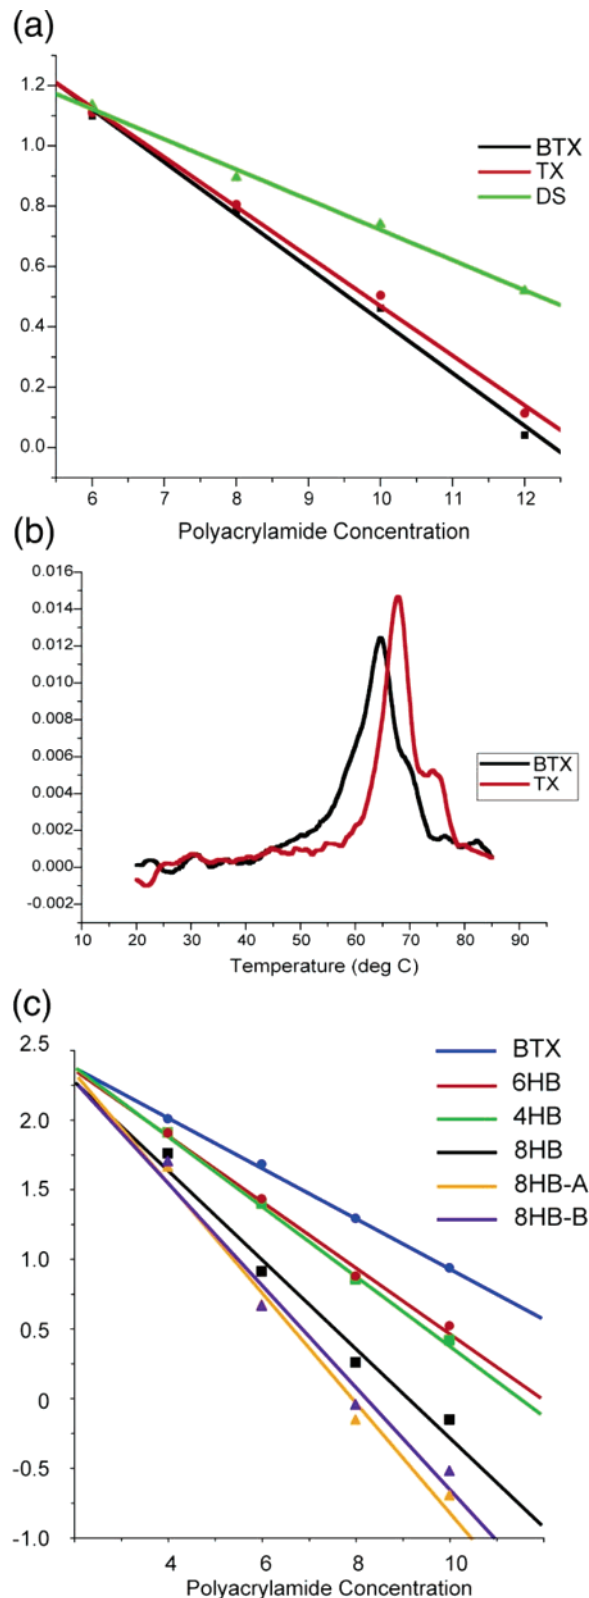 (a)
1.2
1.0
0.8
0.6
0.4
0.2
0.0
BTX
TX
DS
6 7 8 9 10 11 12
Polyacrylamide Concentration
(b)
0.016
0.014
0.012
0.010
0.008
0.006
0.004
0.002
0.000
-0.002
BTX
TX
10 20 30 40 50 60 70 80 90
Temperature (deg C)
(c)
2.5
2.0
1.5
1.0
0.5
0
-0.5
-1.0
BTX
6HB
4HB
8HB
8HB-A
8HB-B
4 6 8 10
Polyacrylamide Concentration